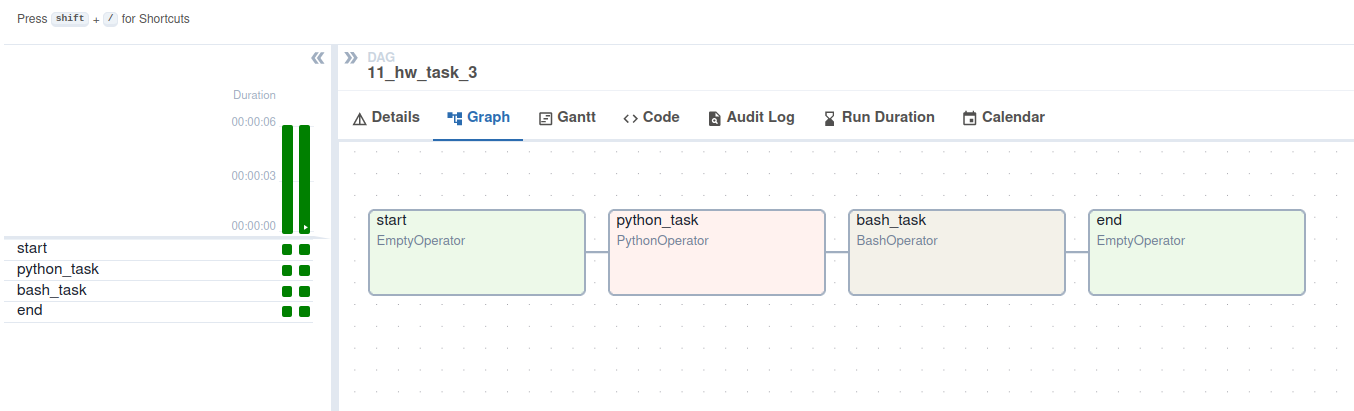 Press shift + / for Shortcuts
DAG
11_hw_task_3
Duration
00:00:06
00:00:03
00:00:00
start
python_task
bash_task
end
Details Graph Gantt Code Audit Log Run Duration Calendar
start
EmptyOperator
python_task
PythonOperator
bash_task
BashOperator
end
EmptyOperator